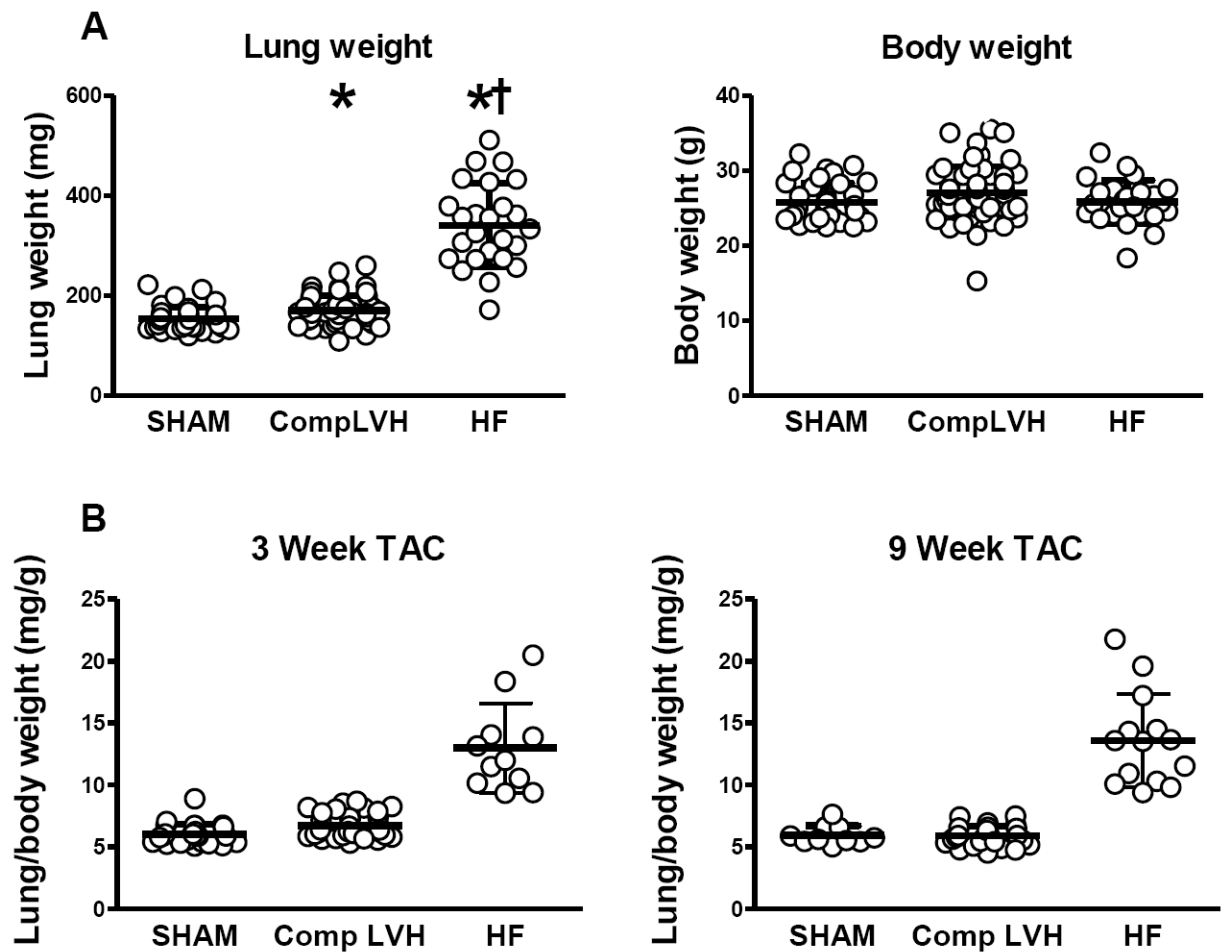 A
Lung weight
Body weight
Lung weight (mg)
600
400
200
0
* *†
SHAM CompLVH HF
Body weight (g)
40
30
20
10
0
SHAM CompLVH HF
B
3 Week TAC
9 Week TAC
Lung/body weight (mg/g)
25
20
15
10
5
0
SHAM Comp LVH HF
Lung/body weight (mg/g)
25
20
15
10
5
0
SHAM Comp LVH HF